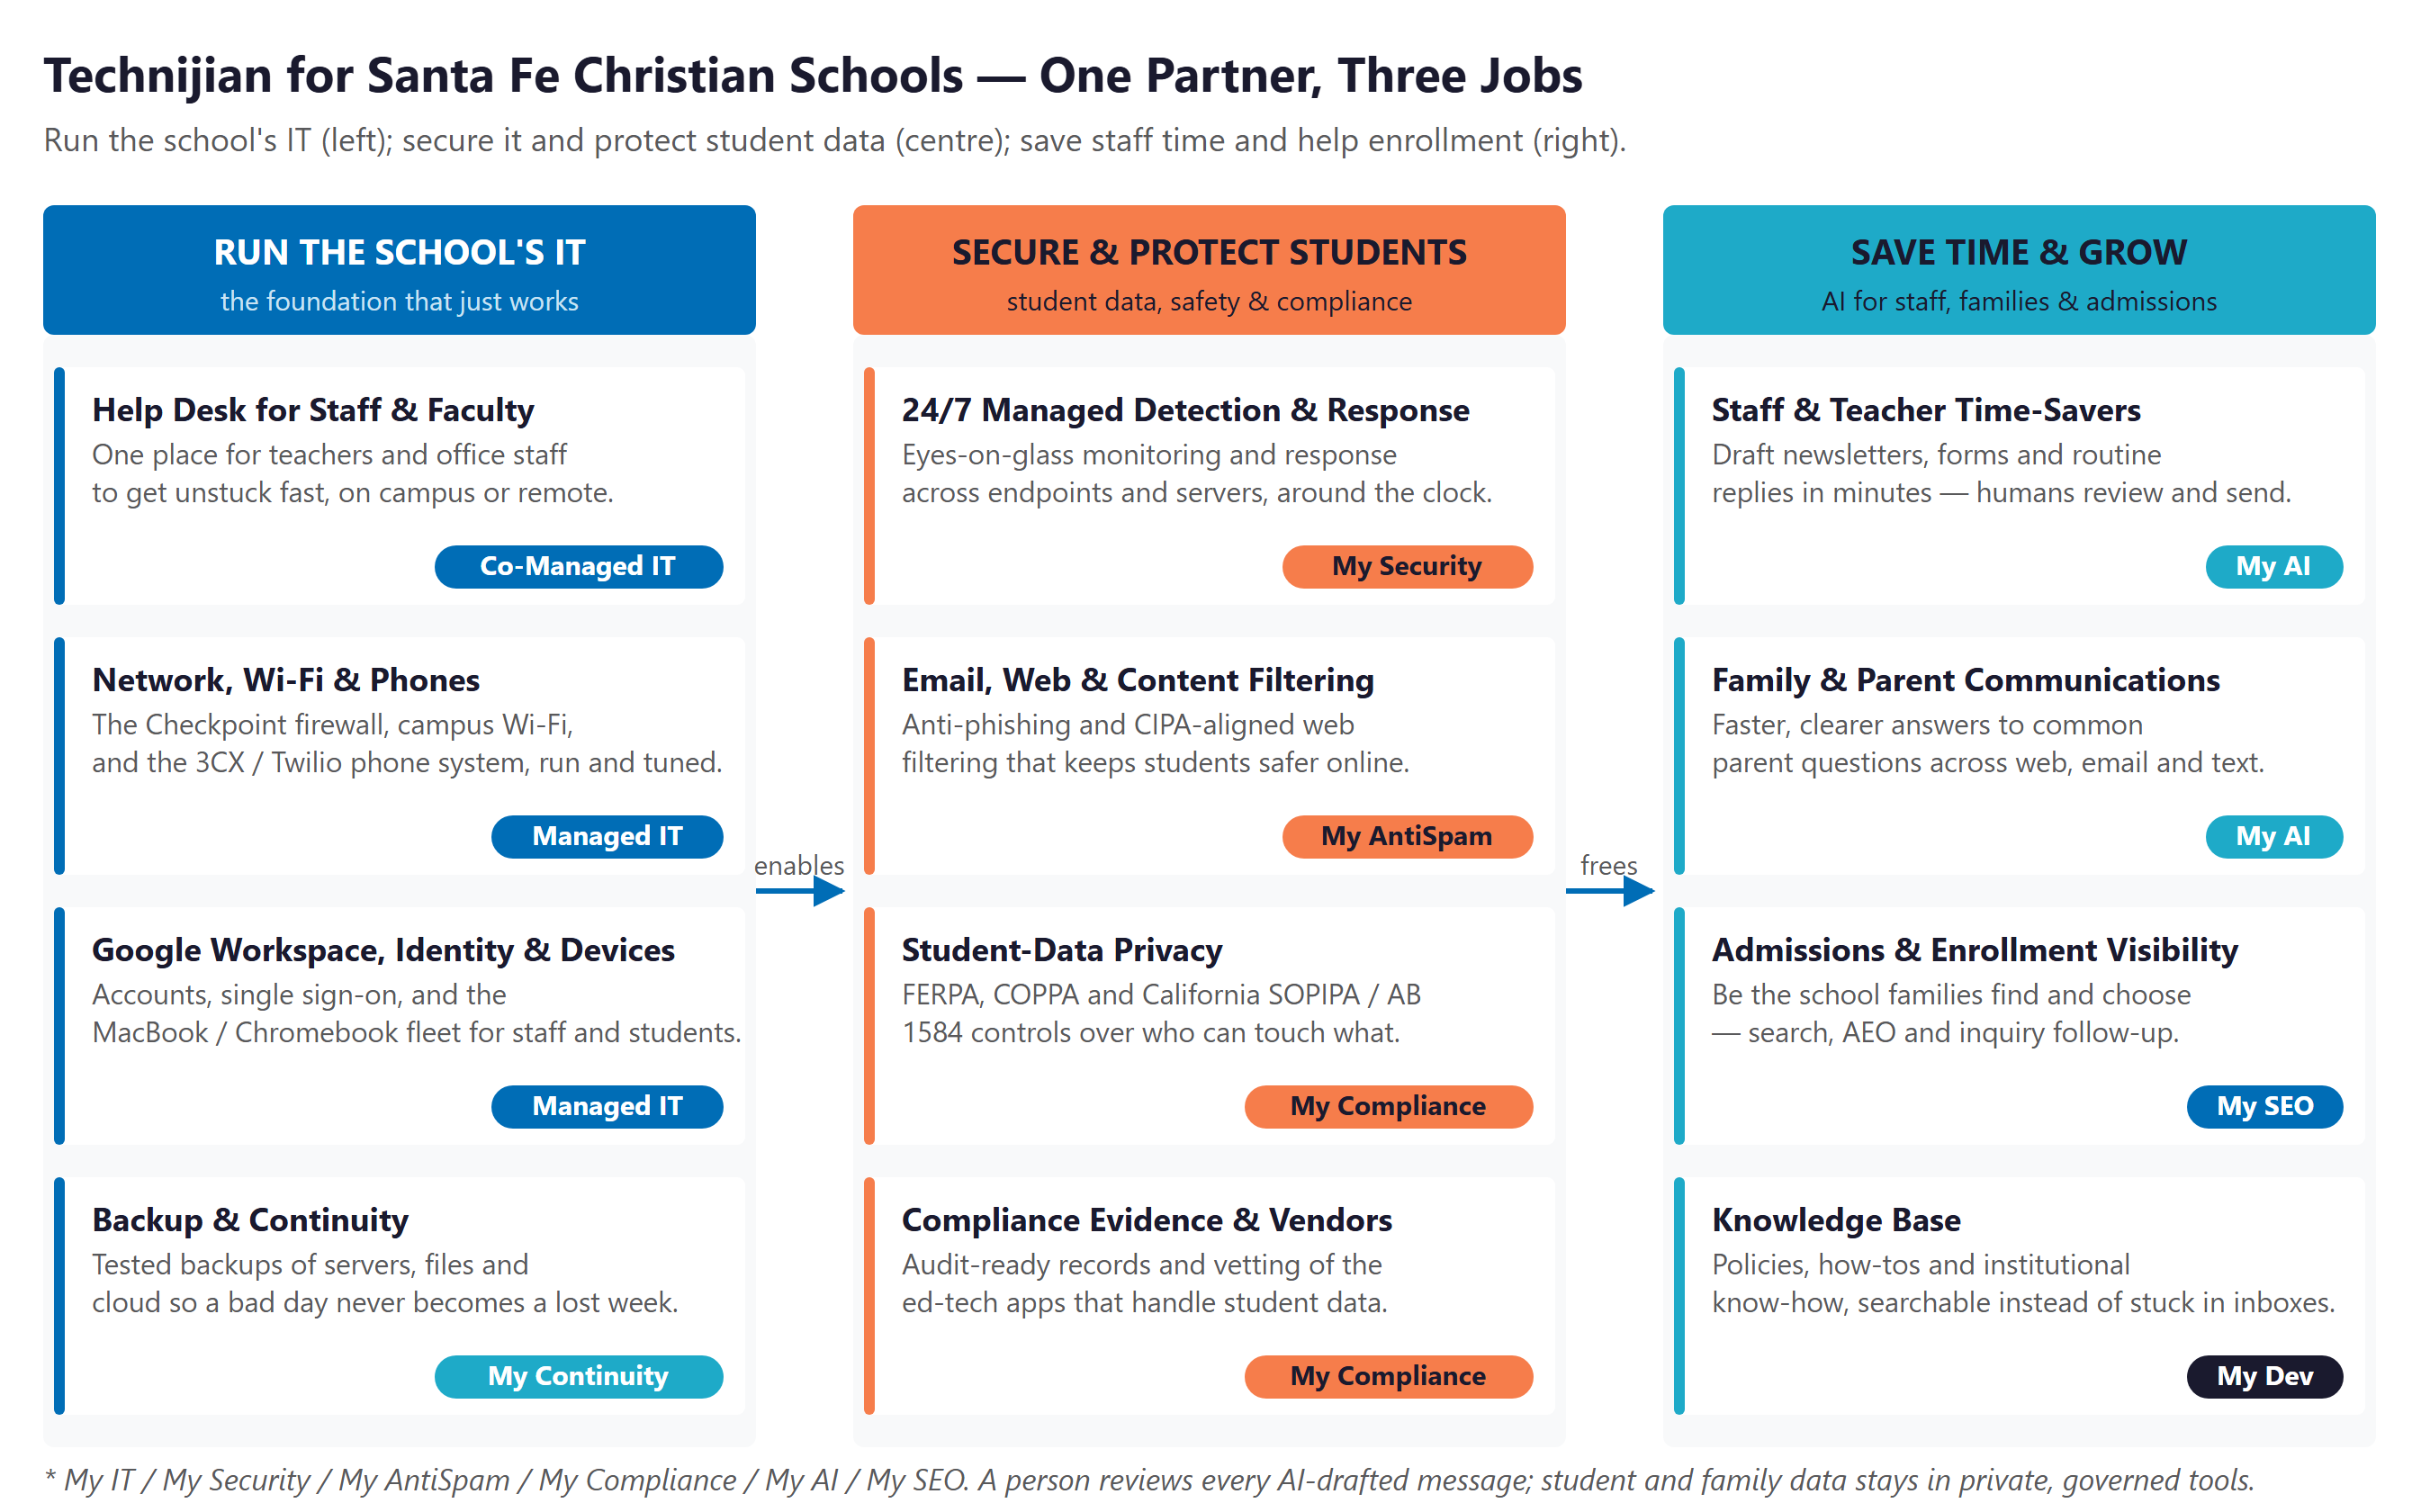 Technijian for Santa Fe Christian Schools — One Partner, Three Jobs
Run the school's IT (left); secure it and protect student data (centre); save staff time and help enrollment (right).
RUN THE SCHOOL'S IT
the foundation that just works
Help Desk for Staff & Faculty
One place for teachers and office staff
to get unstuck fast, on campus or remote.
Co-Managed IT
Network, Wi-Fi & Phones
The Checkpoint firewall, campus Wi-Fi,
and the 3CX / Twilio phone system, run and tuned.
Managed IT
Google Workspace, Identity & Devices
Accounts, single sign-on, and the
MacBook / Chromebook fleet for staff and students.
Managed IT
Backup & Continuity
Tested backups of servers, files and
cloud so a bad day never becomes a lost week.
My Continuity
enables
SECURE & PROTECT STUDENTS
student data, safety & compliance
24/7 Managed Detection & Response
Eyes-on-glass monitoring and response
across endpoints and servers, around the clock.
My Security
Email, Web & Content Filtering
Anti-phishing and CIPA-aligned web
filtering that keeps students safer online.
My AntiSpam
Student-Data Privacy
FERPA, COPPA and California SOPIPA / AB
1584 controls over who can touch what.
My Compliance
Compliance Evidence & Vendors
Audit-ready records and vetting of the
ed-tech apps that handle student data.
My Compliance
frees
SAVE TIME & GROW
AI for staff, families & admissions
Staff & Teacher Time-Savers
Draft newsletters, forms and routine
replies in minutes — humans review and send.
My AI
Family & Parent Communications
Faster, clearer answers to common
parent questions across web, email and text.
My AI
Admissions & Enrollment Visibility
Be the school families find and choose
— search, AEO and inquiry follow-up.
My SEO
Knowledge Base
Policies, how-tos and institutional
know-how, searchable instead of stuck in inboxes.
My Dev
* My IT / My Security / My AntiSpam / My Compliance / My AI / My SEO. A person reviews every AI-drafted message; student and family data stays in private, governed tools.